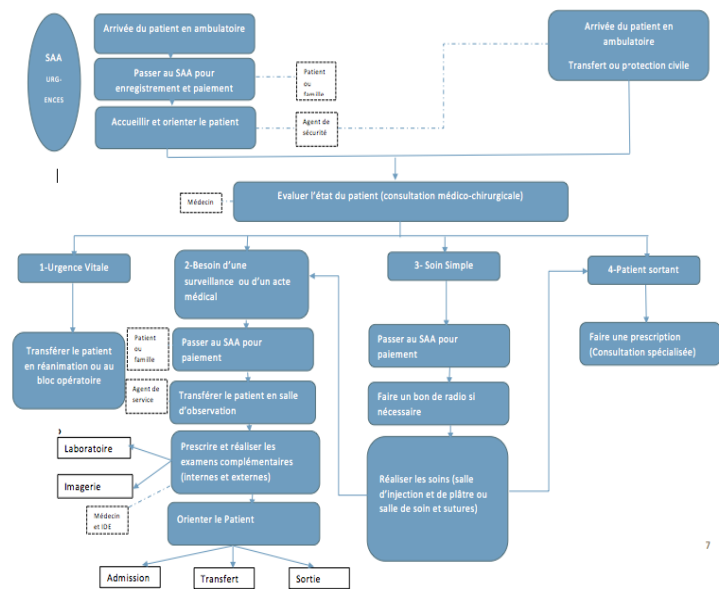 SAA
URG-
ENCES
Arrivée du patient en ambulatoire
Passer au SAA pour
enregistrement et paiement
Accueillir et orienter le patient
Patient
ou
famille
Agent de
sécurité
Arrivée du patient en
ambulatoire
Transfert ou protection civile
Médecin
Evaluer l'état du patient (consultation médico-chirurgicale)
1-Urgence Vitale
2-Besoin d'une
surveillance ou d'un acte
médical
3- Soin Simple
4-Patient sortant
Transférer le patient
en réanimation ou au
bloc opératoire
Patient
ou
famille
Passer au SAA pour
paiement
Passer au SAA pour
paiement
Faire une prescription
(Consultation spécialisée)
Agent de
service
Transférer le patient en salle
d'observation
Faire un bon de radio si
nécessaire
Laboratoire
Imagerie
Prescrire et réaliser les
examens complémentaires
(internes et externes)
Réaliser les soins (salle
d'injection et de plâtre ou
salle de soin et sutures)
Médecin
et IDE
Orienter le Patient
Admission
Transfert
Sortie
7